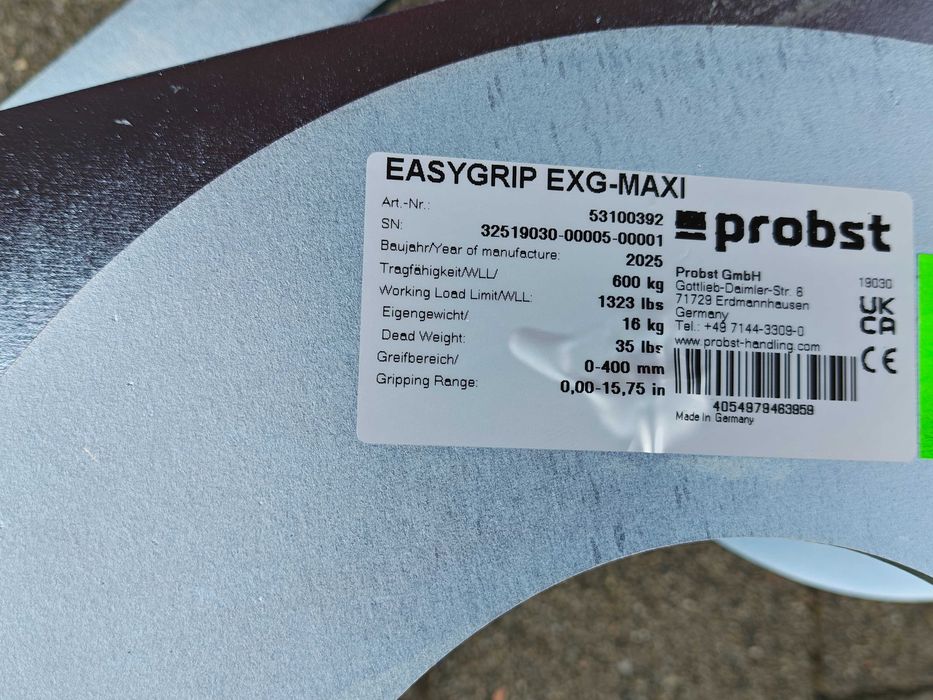 EASYGRIP EXG-MAXI
Art.-Nr.: 53100392
SN: 32519030-00005-00001
Baujahr/Year of manufacture: 2025
Tragfähigkeit/WLL/
Working Load Limit/WLL: 600 kg
1323 lbs
Eigengewicht/
Dead Weight: 16 kg
35 lbs
Greifbereich/
Gripping Range: 0-400 mm
0,00-15,75 in
probst
Probst GmbH
Gottlieb-Daimler-Str. 6
71729 Erdmannhausen
Germany
Tel.: +49 7144-3309-0
www.probst-handling.com
19030
UK
CA
CE
4054979463959
Made in Germany